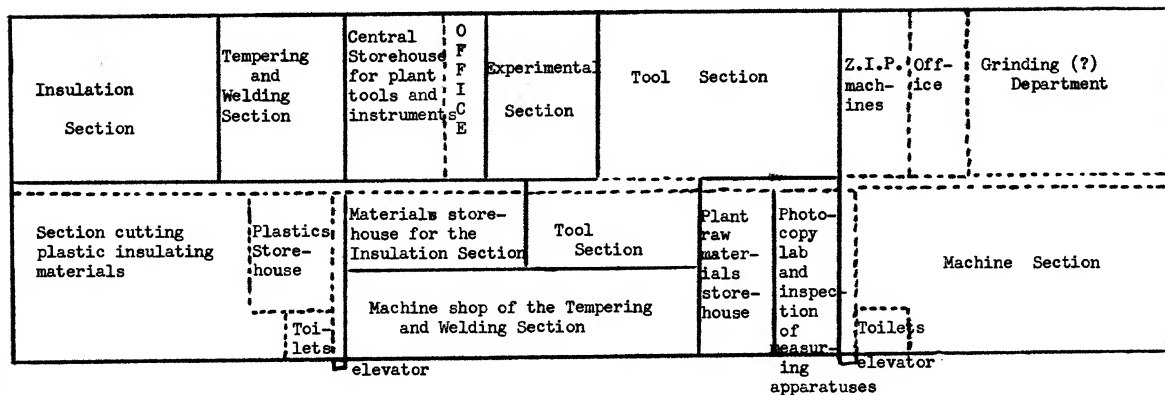 Insulation
Section
Tempering
and
Welding
Section
Central
Storehouse
for plant
tools and
instruments
O
F
F
I
C
E
Experimental
Section
Tool Section
Z.I.P.
mach-
ines
Off-
ice
Grinding (?)
Department
Section cutting
plastic insulating
materials
Plastics
Store-
house
Toi-
lets
elevator
Materials store-
house for the
Insulation Section
Tool
Section
Machine shop of the Tempering
and Welding Section
Plant
raw
mater-
ials
store-
house
Photo-
copy
lab
and
inspec-
tion
of
measur-
ing
apparatuses
Toilets
elevator
Machine Section